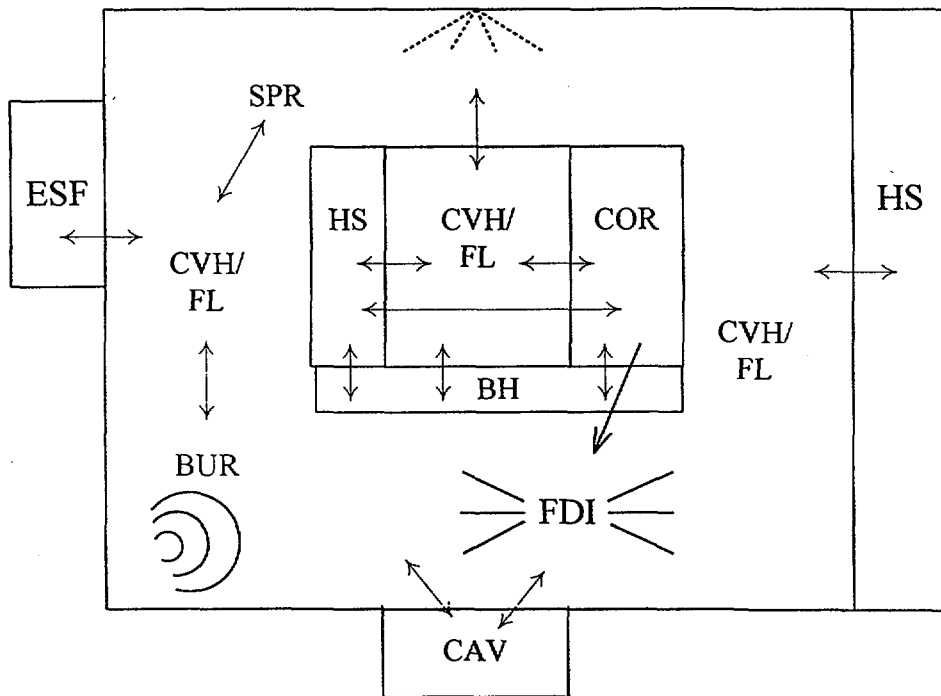 SPR
ESF
HS
CVH/
FL
COR
HS
CVH/
FL
CVH/
FL
BH
BUR
FDI
CAV